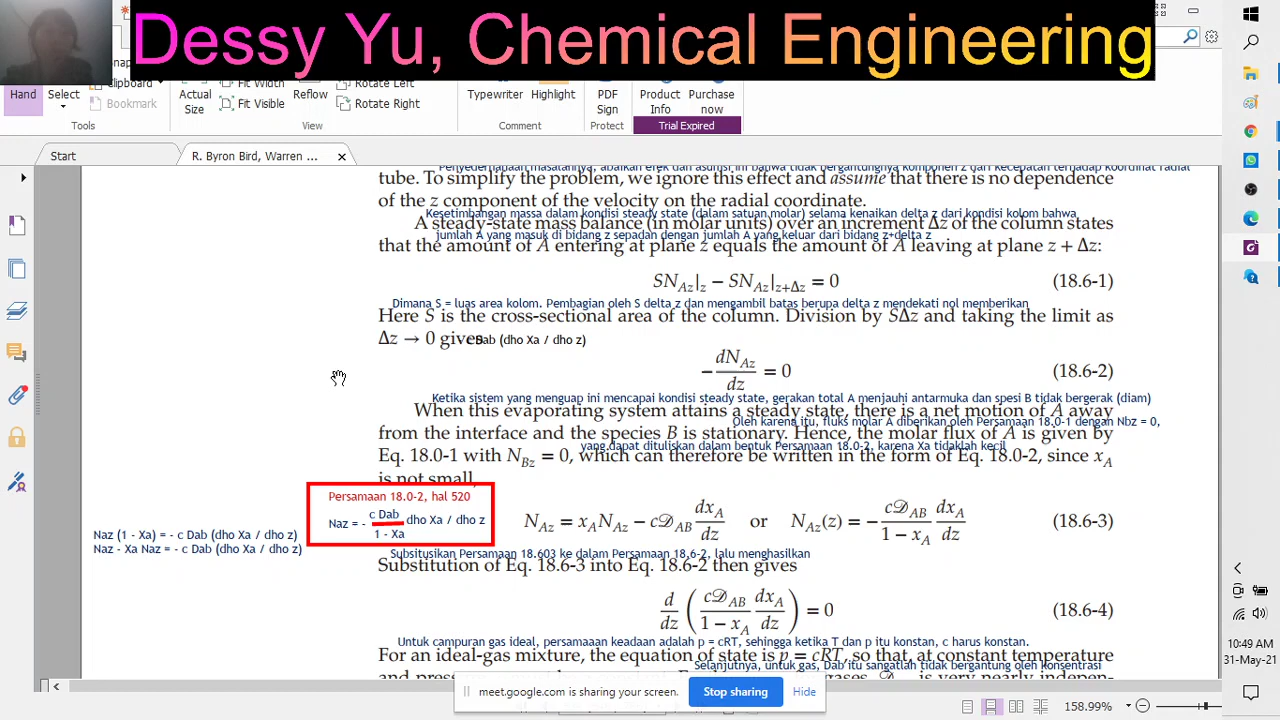 Dessy Yu, Chemical Engineering
Clipboard
Bookmark
Hand
Select
Tools
Actual Size
Fit Width
Fit Visible
Reflow
Rotate Left
Rotate Right
View
Typewriter
Highlight
Comment
PDF Sign
Protect
Product Info
Purchase now
Trial Expired
Start
R. Byron Bird, Warren ...
tube. To simplify the problem, we ignore this effect and assume that there is no dependence
of the z component of the velocity on the radial coordinate.
Kesetimbangan massa dalam kondisi steady state (dalam satuan molar) selama kenaikan delta z dari kondisi kolom bahwa
A steady-state mass balance (in molar units) over an increment Δz of the column states
jumlah A yang masuk di bidang z sepadan dengan jumlah A yang keluar dari bidang z+delta z
that the amount of A entering at plane z equals the amount of A leaving at plane z + Δz:
SN_Az|_z − SN_Az|_z+Δz = 0 (18.6-1)
Dimana S = luas area kolom. Pembagian oleh S delta z dan mengambil batas berupa delta z mendekati nol memberikan
Here S is the cross-sectional area of the column. Division by SΔz and taking the limit as
Δz → 0 gives
c Dab (dho Xa / dho z)
− dN_Az / dz = 0 (18.6-2)
Ketika sistem yang menguap ini mencapai kondisi steady state, gerakan total A menjauhi antarmuka dan spesi B tidak bergerak (diam)
When this evaporating system attains a steady state, there is a net motion of A away
Oleh karena itu, fluks molar A diberikan oleh Persamaan 18.0-1 dengan Nbz = 0,
from the interface and the species B is stationary. Hence, the molar flux of A is given by
yang dapat dituliskan dalam bentuk Persamaan 18.0-2, karena Xa tidaklah kecil
Eq. 18.0-1 with N_Bz = 0, which can therefore be written in the form of Eq. 18.0-2, since x_A
is not small,
Persamaan 18.0-2, hal 520
Naz = - c Dab / 1 - Xa dho Xa / dho z
N_Az = x_A N_Az − c𝒟_AB dx_A/dz or N_Az(z) = − c𝒟_AB / 1 − x_A dx_A/dz (18.6-3)
Naz (1 - Xa) = - c Dab (dho Xa / dho z)
Naz - Xa Naz = - c Dab (dho Xa / dho z)
Subsitusikan Persamaan 18.603 ke dalam Persamaan 18.6-2, lalu menghasilkan
Substitution of Eq. 18.6-3 into Eq. 18.6-2 then gives
d/dz ( c𝒟_AB / 1 − x_A dx_A/dz ) = 0 (18.6-4)
Untuk campuran gas ideal, persamaaan keadaan adalah p = cRT, sehingga ketika T dan p itu konstan, c harus konstan.
For an ideal-gas mixture, the equation of state is p = cRT, so that, at constant temperature
Selanjutnya, untuk gas, Dab itu sangatlah tidak bergantung oleh konsentrasi
meet.google.com is sharing your screen.
Stop sharing
Hide
158.99%
10:49 AM
31-May-21